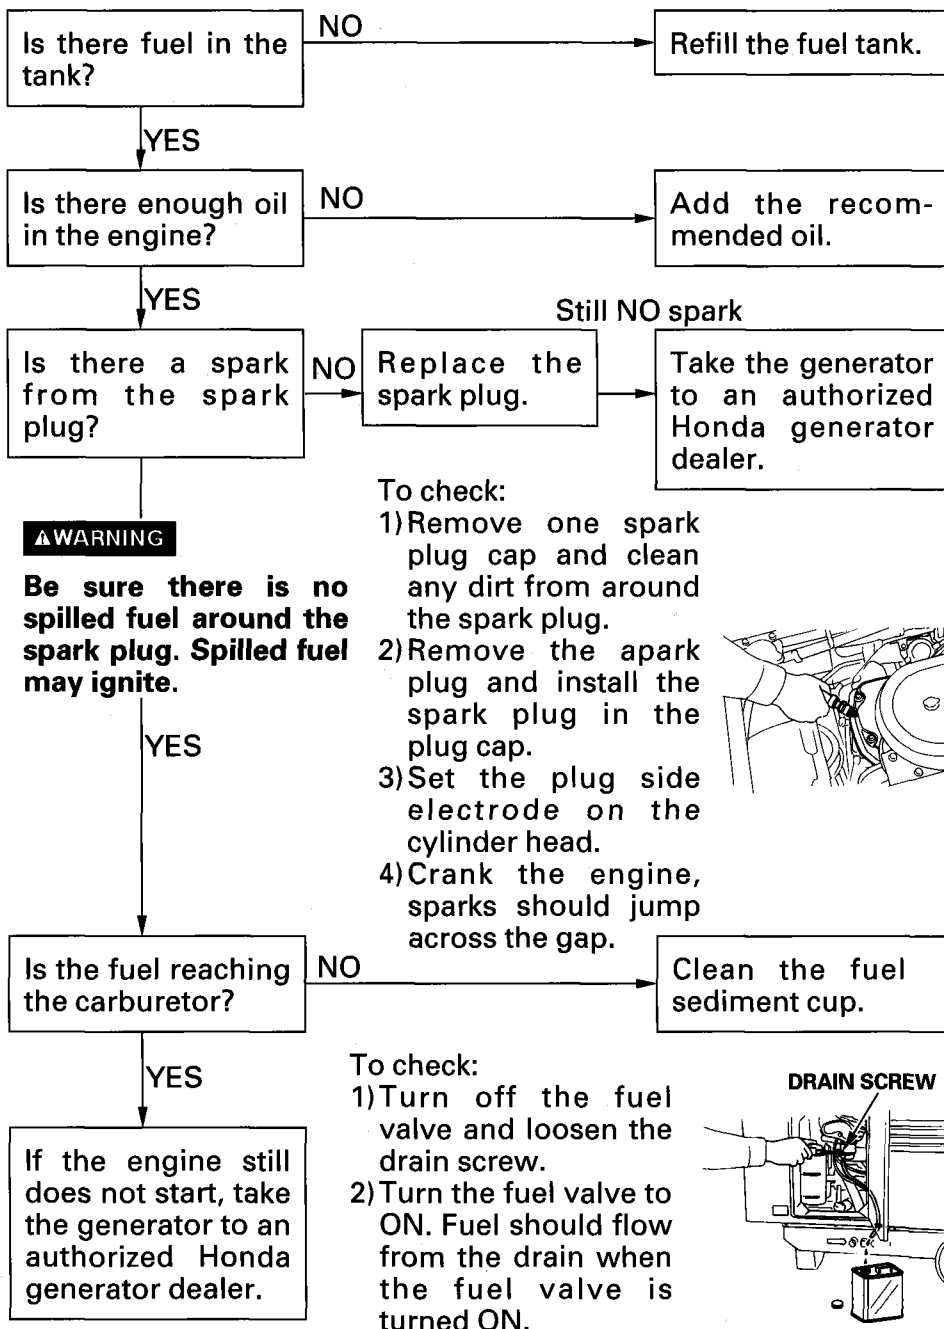 Is there fuel in the
tank?
NO
Refill the fuel tank.
YES
Is there enough oil
in the engine?
NO
Add the recom-
mended oil.
YES
Still NO spark
Is there a spark
from the spark
plug?
NO
Replace the
spark plug.
Take the generator
to an authorized
Honda generator
dealer.
WARNING
Be sure there is no
spilled fuel around the
spark plug. Spilled fuel
may ignite.
To check:
1) Remove one spark
plug cap and clean
any dirt from around
the spark plug.
2) Remove the apark
plug and install the
spark plug in the
plug cap.
3) Set the plug side
electrode on the
cylinder head.
4) Crank the engine,
sparks should jump
across the gap.
YES
Is the fuel reaching
the carburetor?
NO
Clean the fuel
sediment cup.
YES
To check:
1) Turn off the fuel
valve and loosen the
drain screw.
2) Turn the fuel valve to
ON. Fuel should flow
from the drain when
the fuel valve is
turned ON.
DRAIN SCREW
If the engine still
does not start, take
the generator to an
authorized Honda
generator dealer.